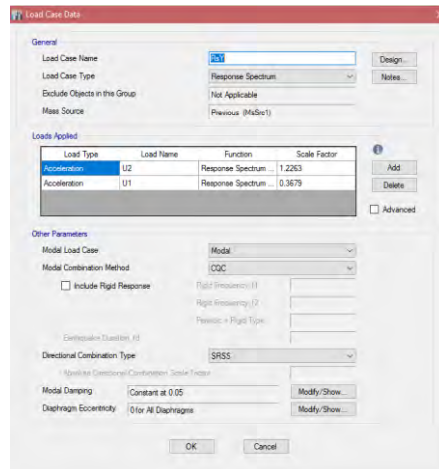 Load Case Data
General
Load Case Name RsY Design...
Load Case Type Response Spectrum Notes...
Exclude Objects in this Group Not Applicable
Mass Source Previous (MsSrc1)
Loads Applied
Load Type Load Name Function Scale Factor
Acceleration U2 Response Spectrum ... 1.2263 Add
Acceleration U1 Response Spectrum ... 0.3679 Delete
Advanced
Other Parameters
Modal Load Case Modal
Modal Combination Method CQC
Include Rigid Response Rigid Frequency, f1
Rigid Frequency, f2
Periodic + Rigid Type
Earthquake Duration, td
Directional Combination Type SRSS
Absolute Directional Combination Scale Factor
Modal Damping Constant at 0.05 Modify/Show...
Diaphragm Eccentricity 0 for All Diaphragms Modify/Show...
OK Cancel